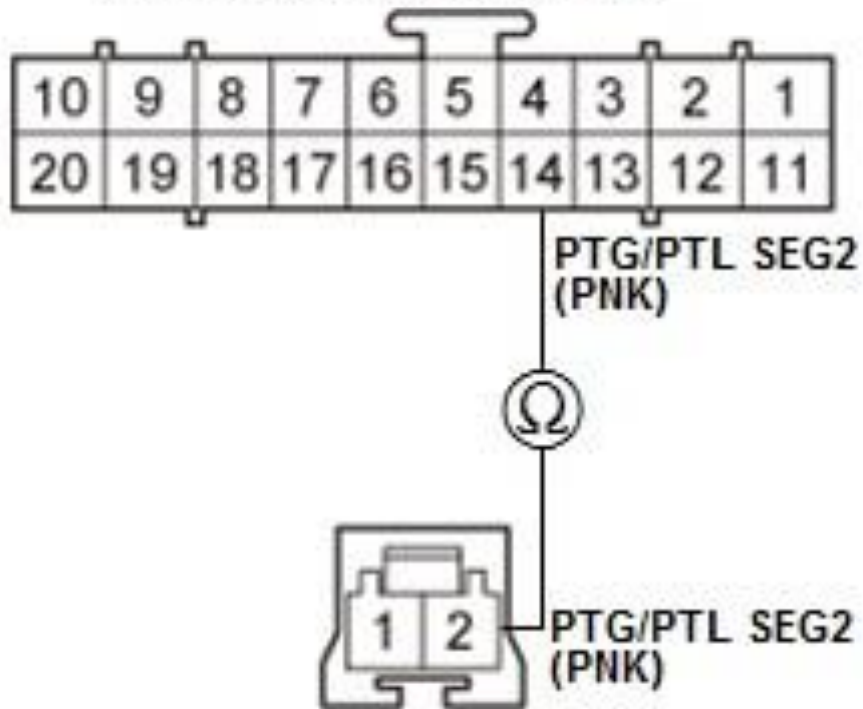 10 9 8 7 6 5 4 3 2 1
20 19 18 17 16 15 14 13 12 11
PTG/PTL SEG2
(PNK)
Ω
1 2
PTG/PTL SEG2
(PNK)